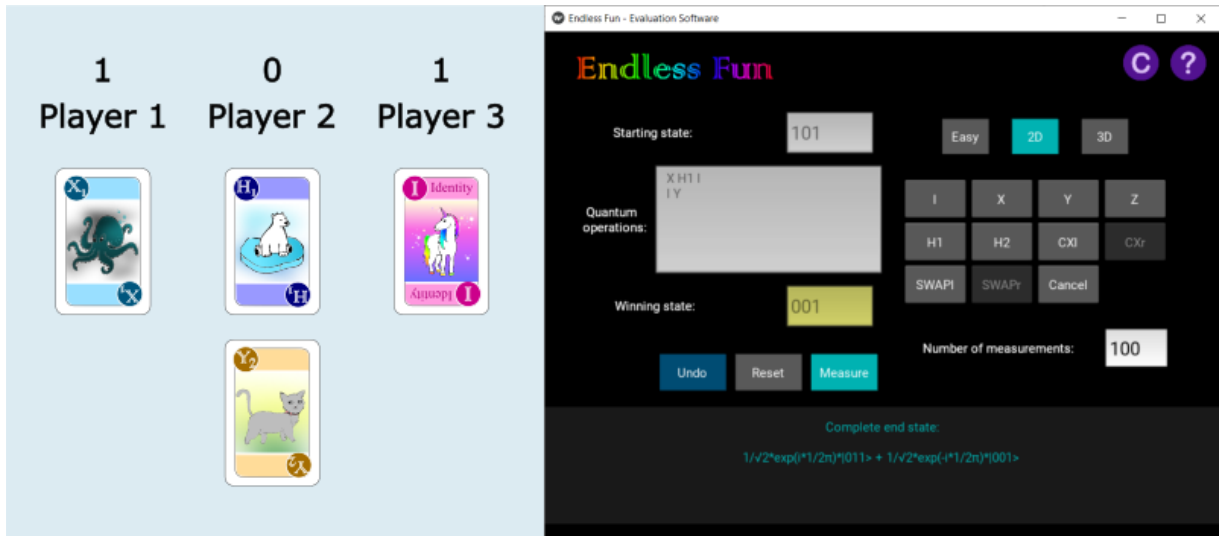 1 0 1
Player 1 Player 2 Player 3
X1
X1
H1
H1
I Identity
Identity I
Y2
Y2
Endless Fun - Evaluation Software
Endless Fun
C ?
Starting state: 101
Easy 2D 3D
Quantum operations:
X H1 I
I Y
I X Y Z
H1 H2 CXl CXr
SWAPl SWAPr Cancel
Winning state: 001
Number of measurements: 100
Undo Reset Measure
Complete end state:
1/√2*exp(i*1/2π)*|011> + 1/√2*exp(-i*1/2π)*|001>